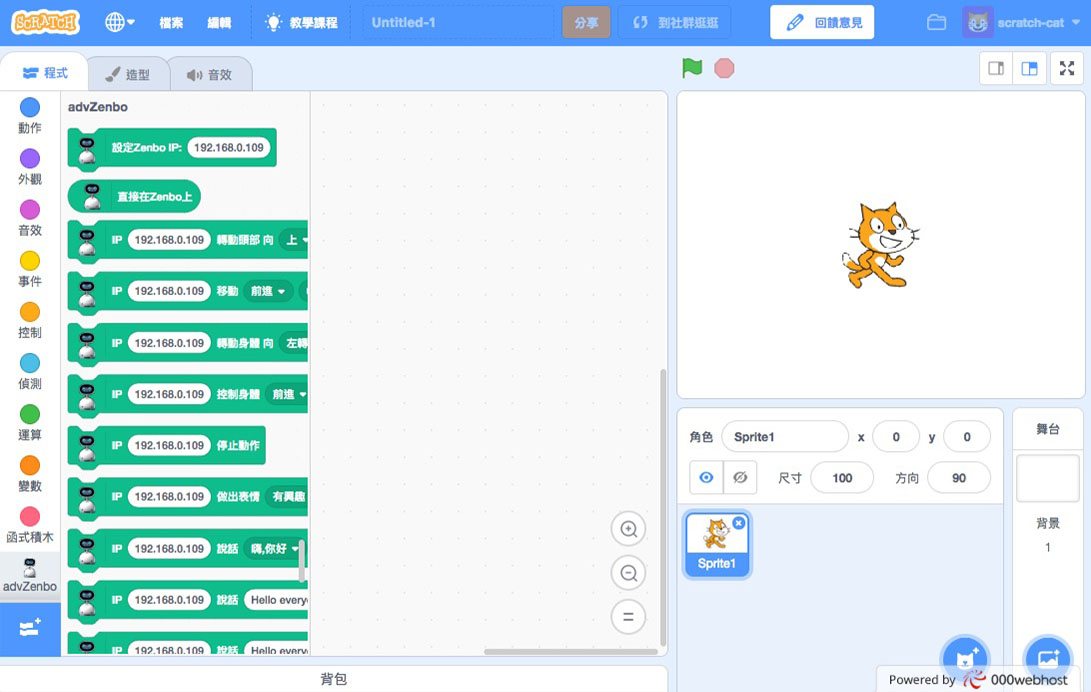 SCRATCH 檔案 編輯 教學課程 Untitled-1 分享 到社群逛逛 回饋意見 scratch-cat
程式 造型 音效
動作
外觀
音效
事件
控制
偵測
運算
變數
函式積木
advZenbo
advZenbo
設定Zenbo IP: 192.168.0.109
直接在Zenbo上
IP 192.168.0.109 轉動頭部 向 上
IP 192.168.0.109 移動 前進
IP 192.168.0.109 轉動身體 向 左轉
IP 192.168.0.109 控制身體 前進
IP 192.168.0.109 停止動作
IP 192.168.0.109 做出表情 有興趣
IP 192.168.0.109 說話 嗨,你好
IP 192.168.0.109 說話 Hello every
IP 192.168.0.109 說話 Hello every
背包
角色 Sprite1 x 0 y 0
尺寸 100 方向 90
Sprite1
舞台
背景
1
Powered by 000webhost